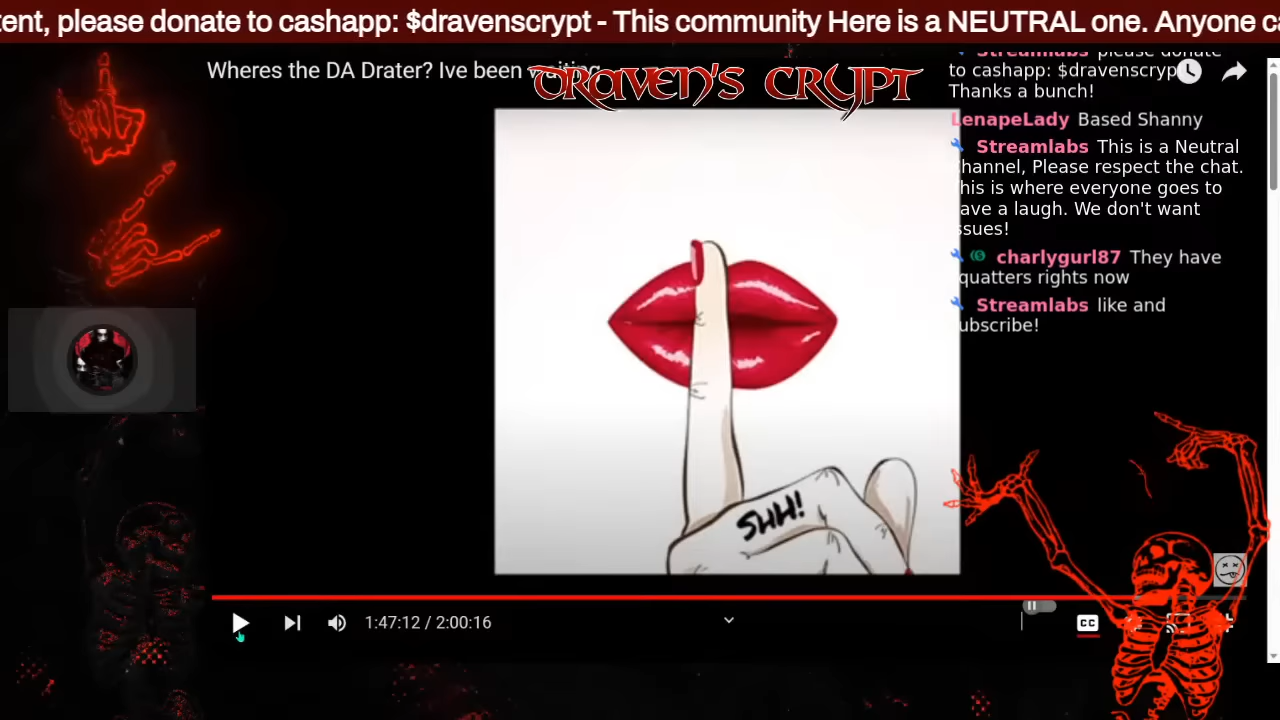 tent, please donate to cashapp: $dravenscrypt - This community Here is a NEUTRAL one. Anyone ca
Wheres the DA Drater? Ive been waiting
DRAVEN'S CRYPT
Streamlabs please donate
to cashapp: $dravenscryp
Thanks a bunch!
LenapeLady Based Shanny
Streamlabs This is a Neutral
hannel, Please respect the chat.
his is where everyone goes to
ave a laugh. We don't want
ssues!
charlygurl87 They have
quatters rights now
Streamlabs like and
ubscribe!
SHH!
1:47:12 / 2:00:16
CC